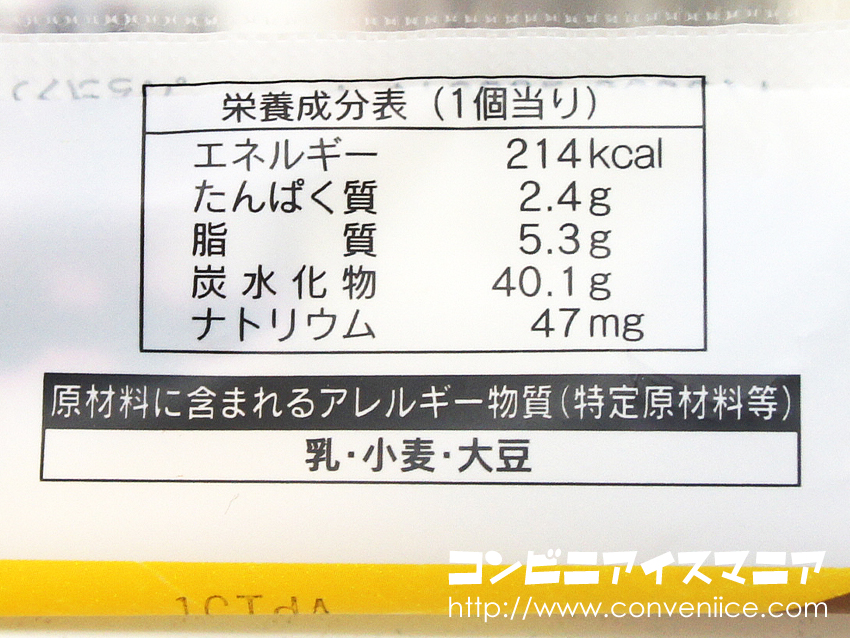 栄養成分表（1個当り）
エネルギー 214kcal
たんぱく質 2.4g
脂質 5.3g
炭水化物 40.1g
ナトリウム 47mg
原材料に含まれるアレルギー物質（特定原材料等）
乳・小麦・大豆
コンビニアイスマニア
http://www.conveniice.com/